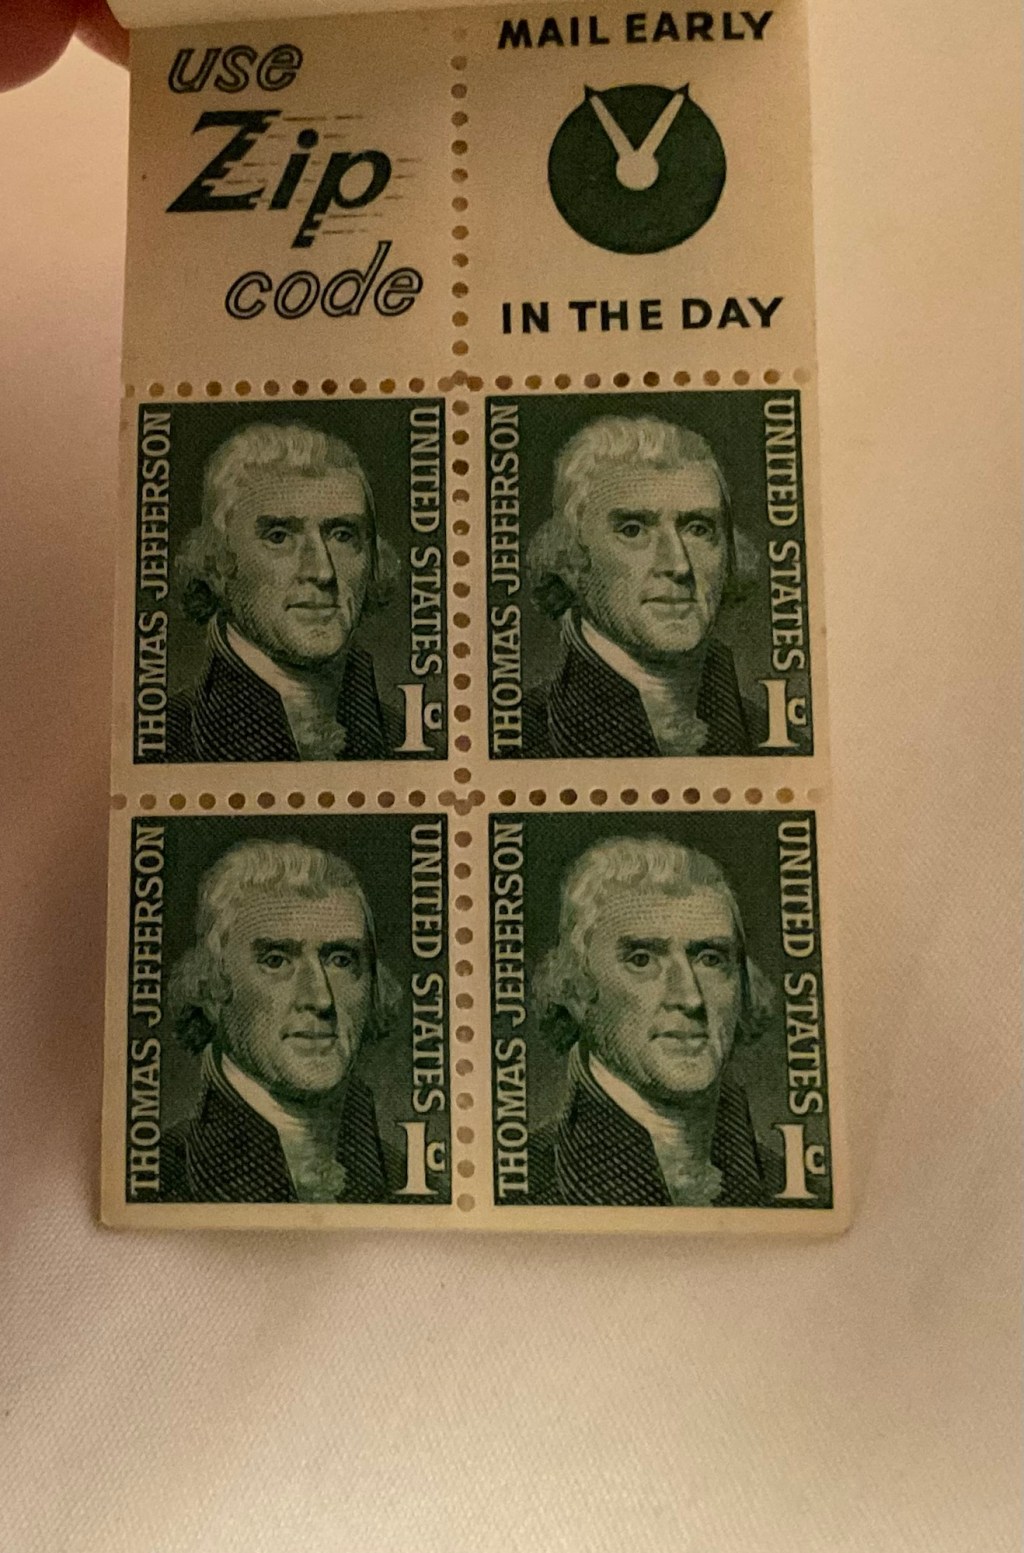 use
Zip
code
MAIL EARLY
IN THE DAY
THOMAS JEFFERSON
UNITED STATES
1c
THOMAS JEFFERSON
UNITED STATES
1c
THOMAS JEFFERSON
UNITED STATES
1c
THOMAS JEFFERSON
UNITED STATES
1c